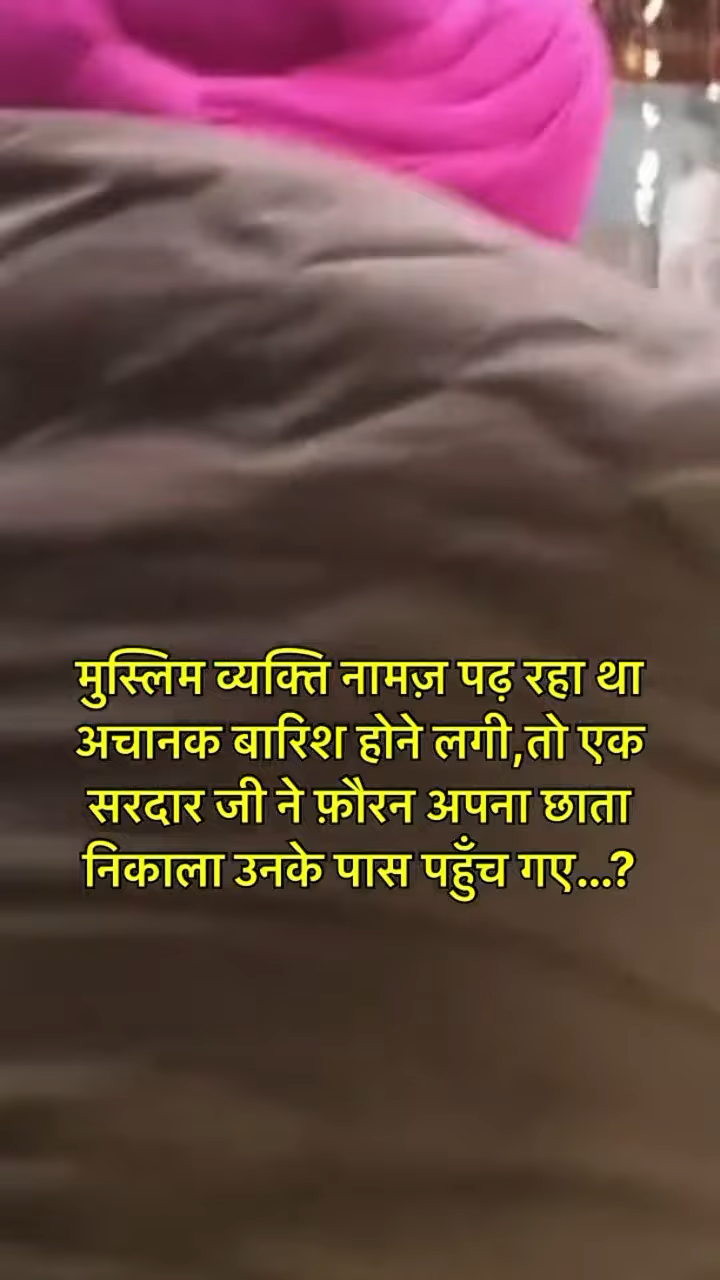 मुस्लिम व्यक्ति नामज़ पढ़ रहा था
अचानक बारिश होने लगी,तो एक
सरदार जी ने फ़ौरन अपना छाता
निकाला उनके पास पहुँच गए...?